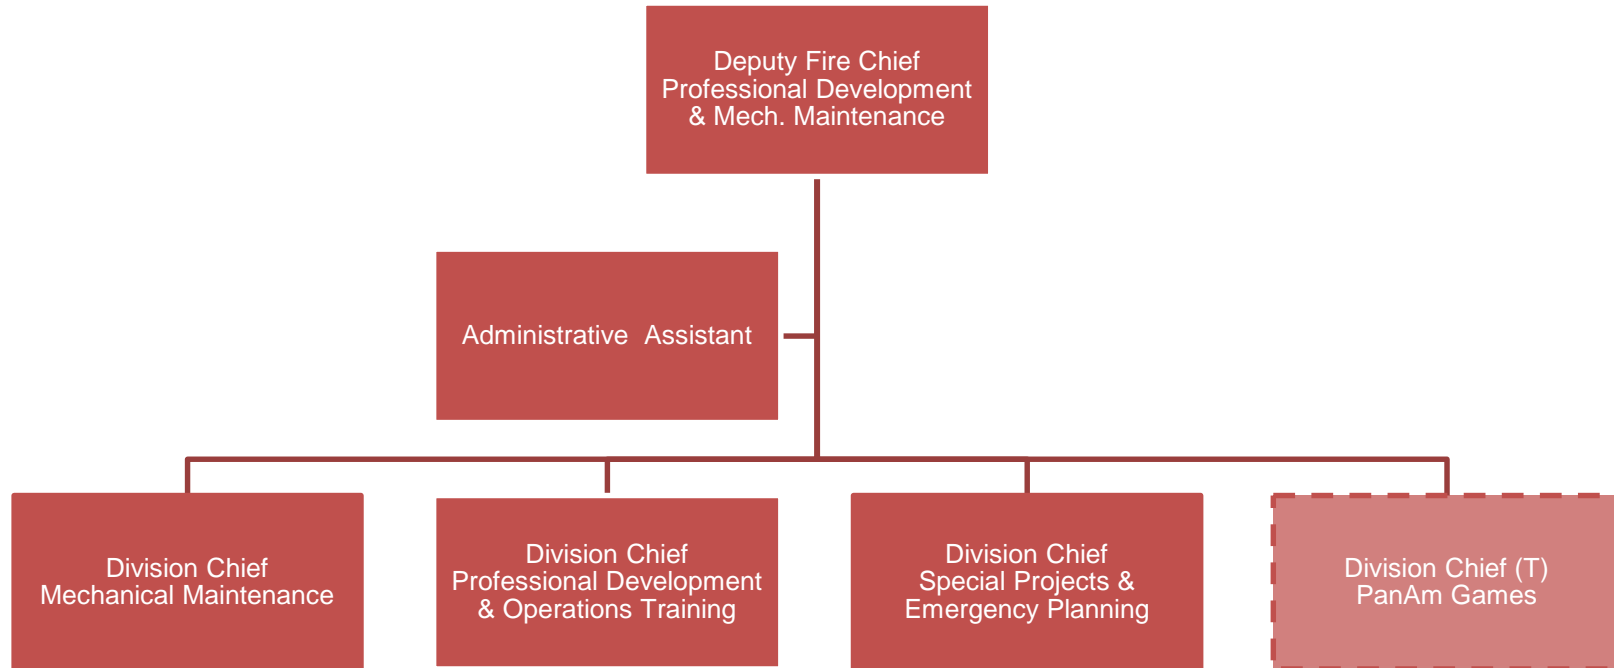 Deputy Fire Chief
Professional Development
& Mech. Maintenance
Administrative Assistant
Division Chief
Mechanical Maintenance
Division Chief
Professional Development
& Operations Training
Division Chief
Special Projects &
Emergency Planning
Division Chief (T)
PanAm Games